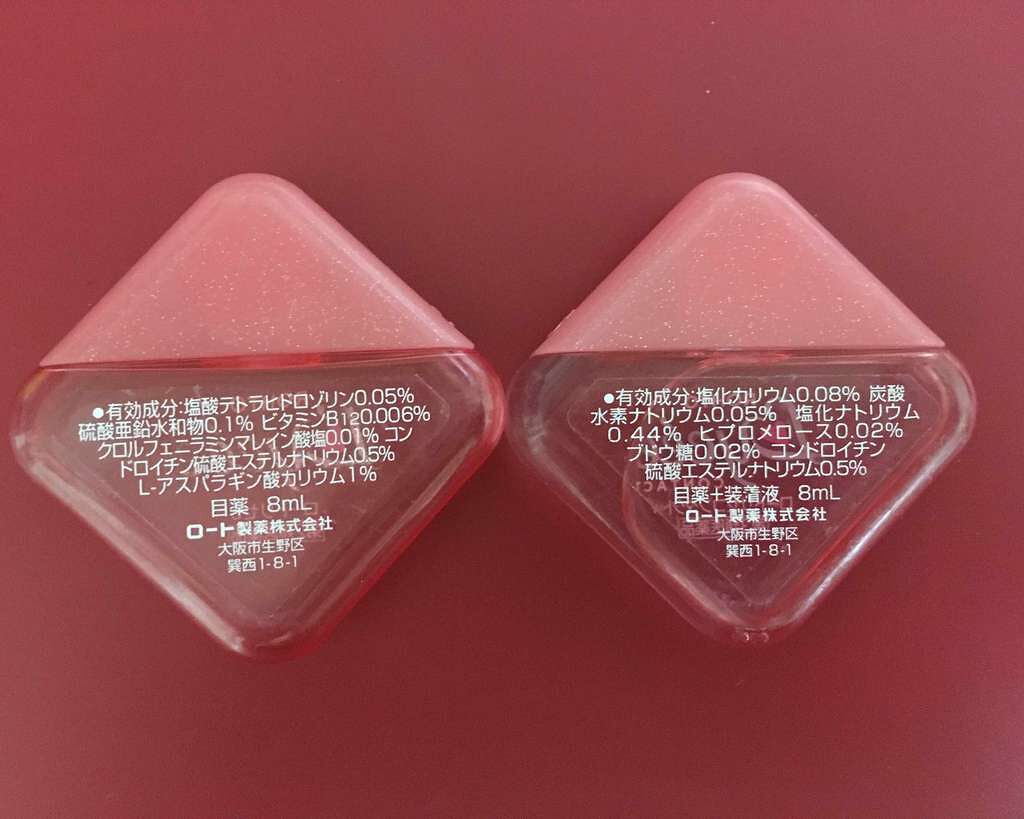 ●有効成分:塩酸テトラヒドロゾリン0.05%
硫酸亜鉛水和物0.1% ビタミンB12 0.006%
クロルフェニラミンマレイン酸塩0.01% コン
ドロイチン硫酸エステルナトリウム0.5%
L-アスパラギン酸カリウム1%
目薬 8mL
ロート製薬株式会社
大阪市生野区
巽西1-8-1
●有効成分:塩化カリウム0.08% 炭酸
水素ナトリウム0.05% 塩化ナトリウム
0.44% ヒプロメロース0.02%
ブドウ糖0.02% コンドロイチン
硫酸エステルナトリウム0.5%
目薬+装着液 8mL
ロート製薬株式会社
大阪市生野区
巽西1-8-1